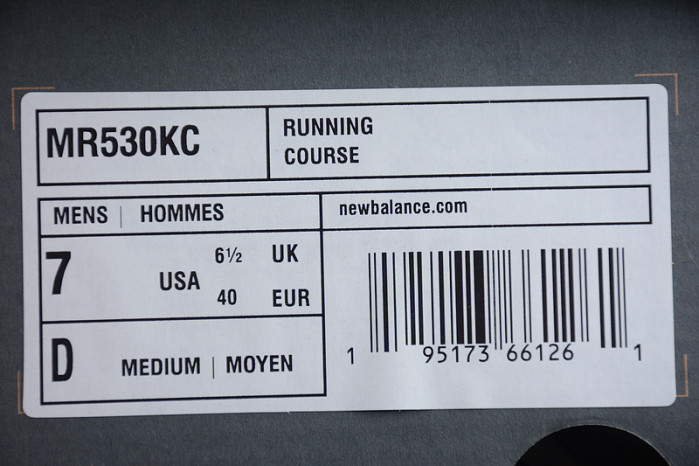 MR530KC
RUNNING
COURSE
MENS | HOMMES
newbalance.com
7 USA 6½ UK
40 EUR
D MEDIUM | MOYEN
1 95173 66126 1